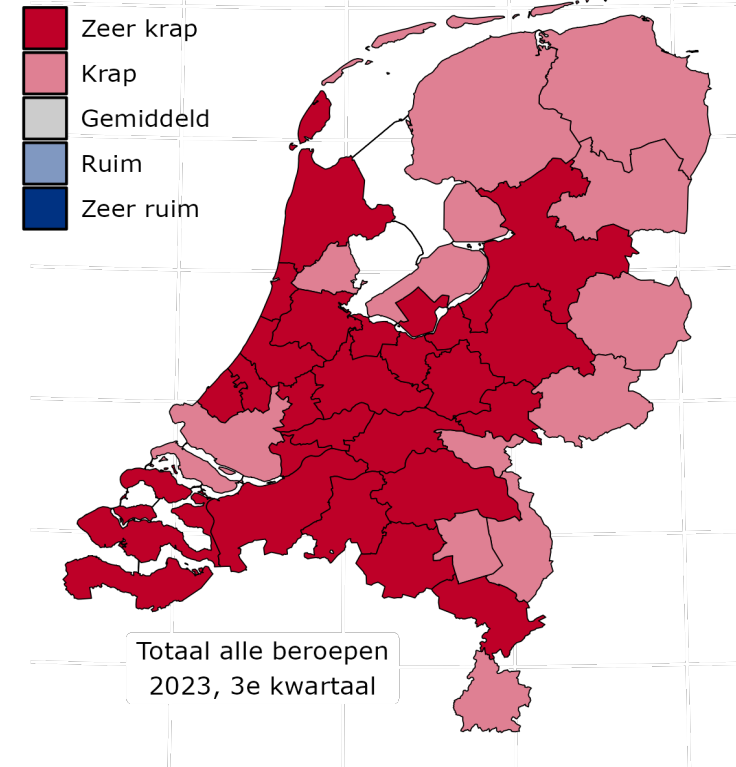 Zeer krap
Krap
Gemiddeld
Ruim
Zeer ruim
Totaal alle beroepen
2023, 3e kwartaal